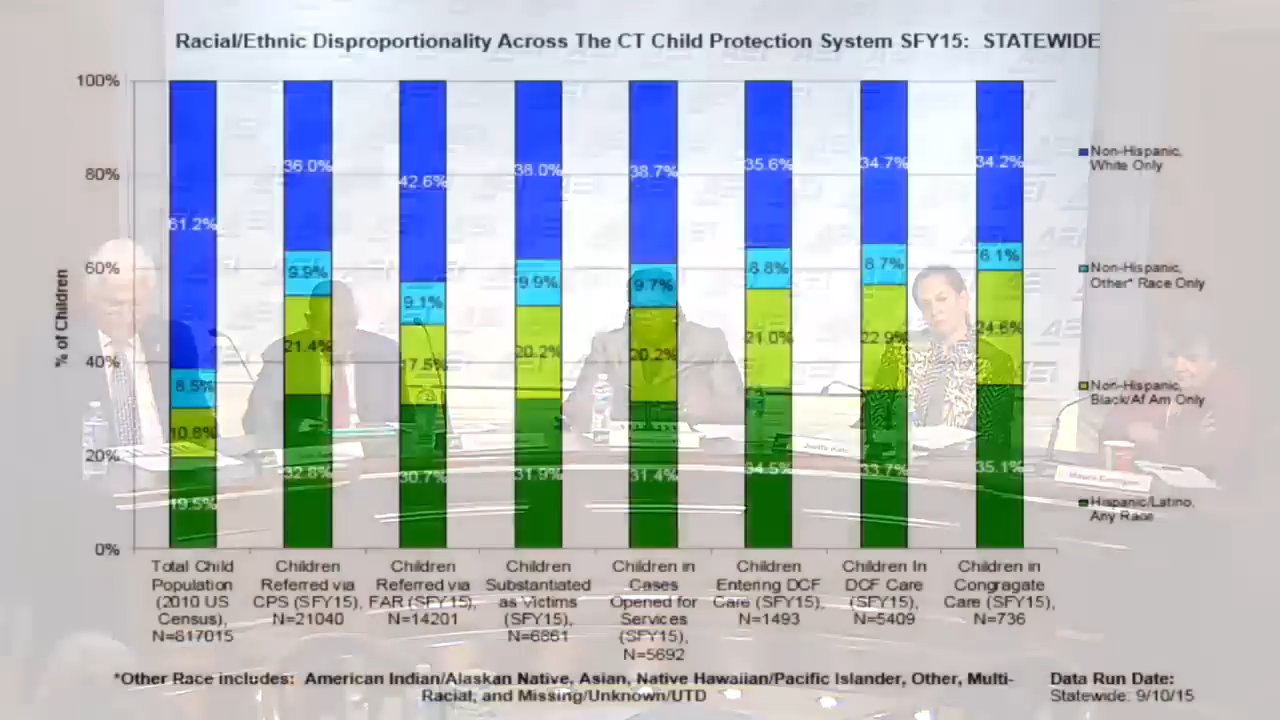 Racial/Ethnic Disproportionality Across The CT Child Protection System SFY15: STATEWIDE
% of Children
100%
80%
60%
40%
20%
0%
61.2%
8.5%
10.8%
19.5%
36.0%
9.9%
21.4%
32.8%
42.6%
9.1%
17.5%
30.7%
38.0%
9.9%
20.2%
31.9%
38.7%
9.7%
20.2%
31.4%
35.6%
8.8%
21.0%
34.5%
34.7%
8.7%
22.9%
33.7%
34.2%
6.1%
24.6%
35.1%
Non-Hispanic,
White Only
Non-Hispanic,
Other* Race Only
Non-Hispanic,
Black/Af Am Only
Hispanic/Latino,
Any Race
Total Child
Population
(2010 US
Census),
N=817015
Children
Referred via
CPS (SFY15),
N=21040
Children
Referred via
FAR (SFY15),
N=14201
Children
Substantiated
as Victims
(SFY15),
N=6861
Children in
Cases
Opened for
Services
(SFY15),
N=5692
Children
Entering DCF
Care (SFY15),
N=1493
Children In
DCF Care
(SFY15),
N=5409
Children in
Congragate
Care (SFY15),
N=736
*Other Race includes: American Indian/Alaskan Native, Asian, Native Hawaiian/Pacific Islander, Other, Multi-
Racial, and Missing/Unknown/UTD
Data Run Date:
Statewide: 9/10/15
AEI